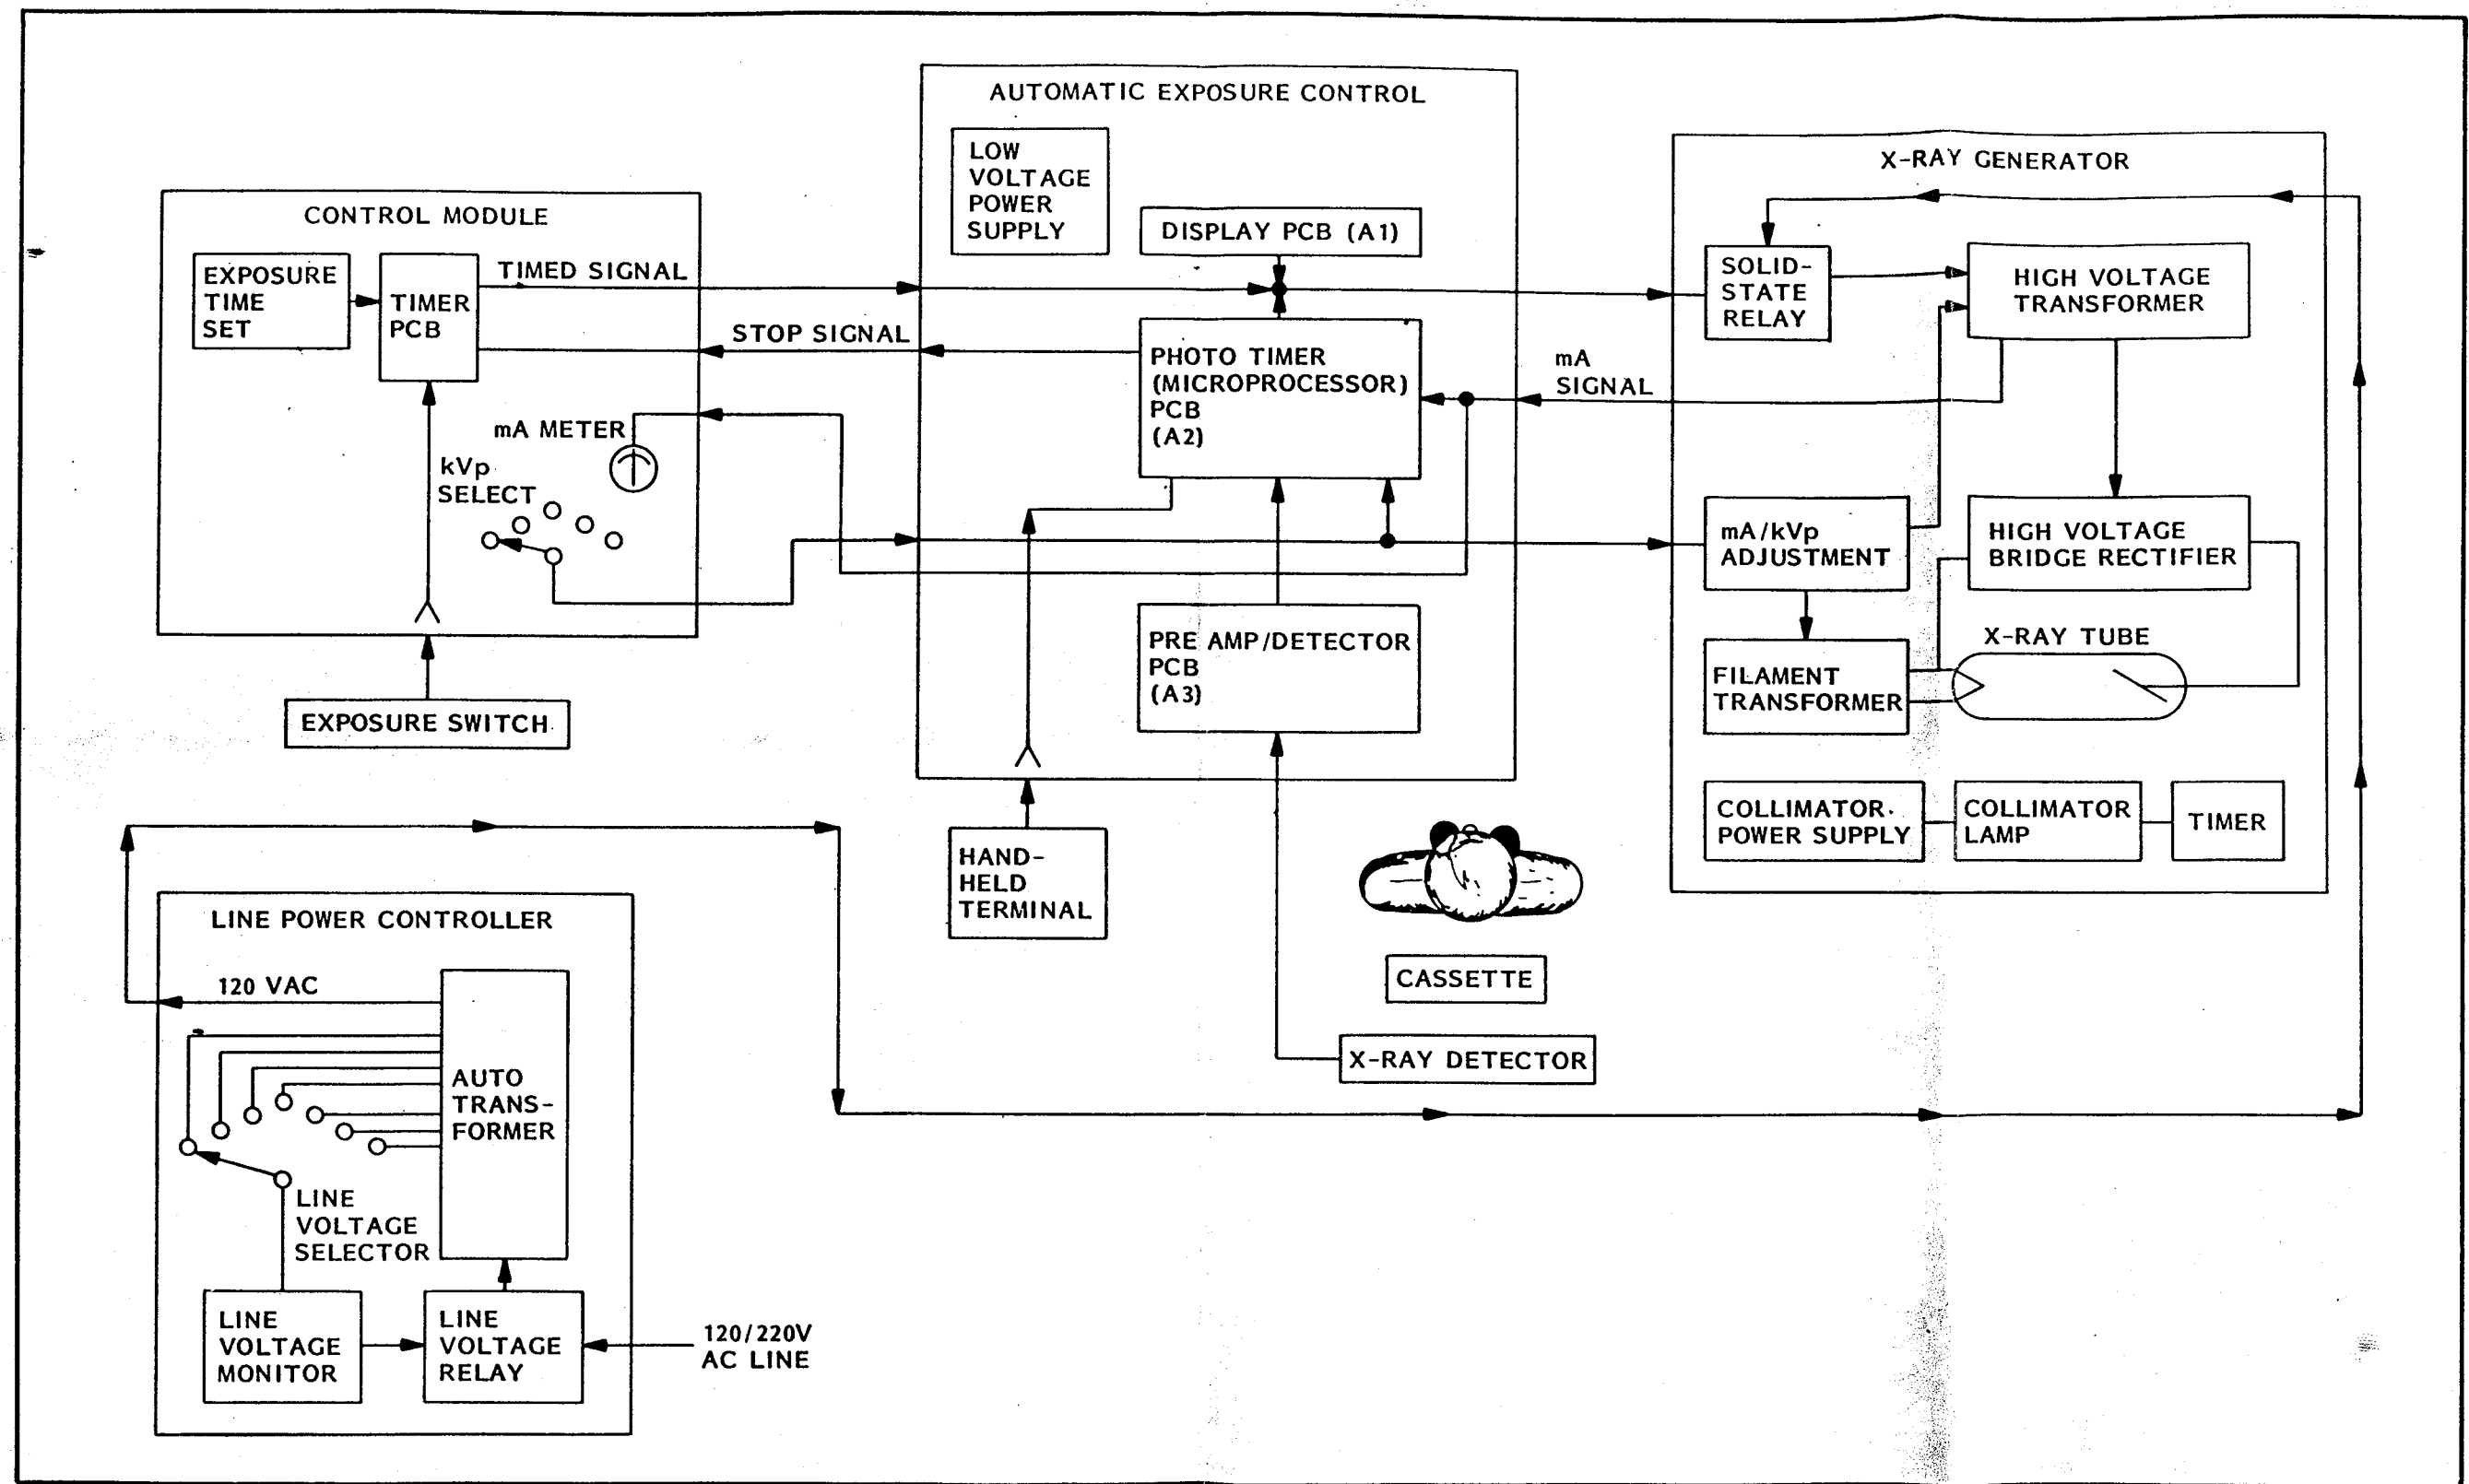 AUTOMATIC EXPOSURE CONTROL
LOW
VOLTAGE
POWER
SUPPLY
DISPLAY PCB (A1)
X-RAY GENERATOR
CONTROL MODULE
EXPOSURE
TIME
SET
TIMER
PCB
TIMED SIGNAL
STOP SIGNAL
PHOTO TIMER
(MICROPROCESSOR)
PCB
(A2)
mA
SIGNAL
SOLID-
STATE
RELAY
HIGH VOLTAGE
TRANSFORMER
mA METER
kVp
SELECT
mA/kVp
ADJUSTMENT
HIGH VOLTAGE
BRIDGE RECTIFIER
PRE AMP/DETECTOR
PCB
(A3)
X-RAY TUBE
FILAMENT
TRANSFORMER
EXPOSURE SWITCH
COLLIMATOR
POWER SUPPLY
COLLIMATOR
LAMP
TIMER
HAND-
HELD
TERMINAL
CASSETTE
X-RAY DETECTOR
LINE POWER CONTROLLER
120 VAC
AUTO
TRANS-
FORMER
LINE
VOLTAGE
SELECTOR
LINE
VOLTAGE
MONITOR
LINE
VOLTAGE
RELAY
120/220V
AC LINE